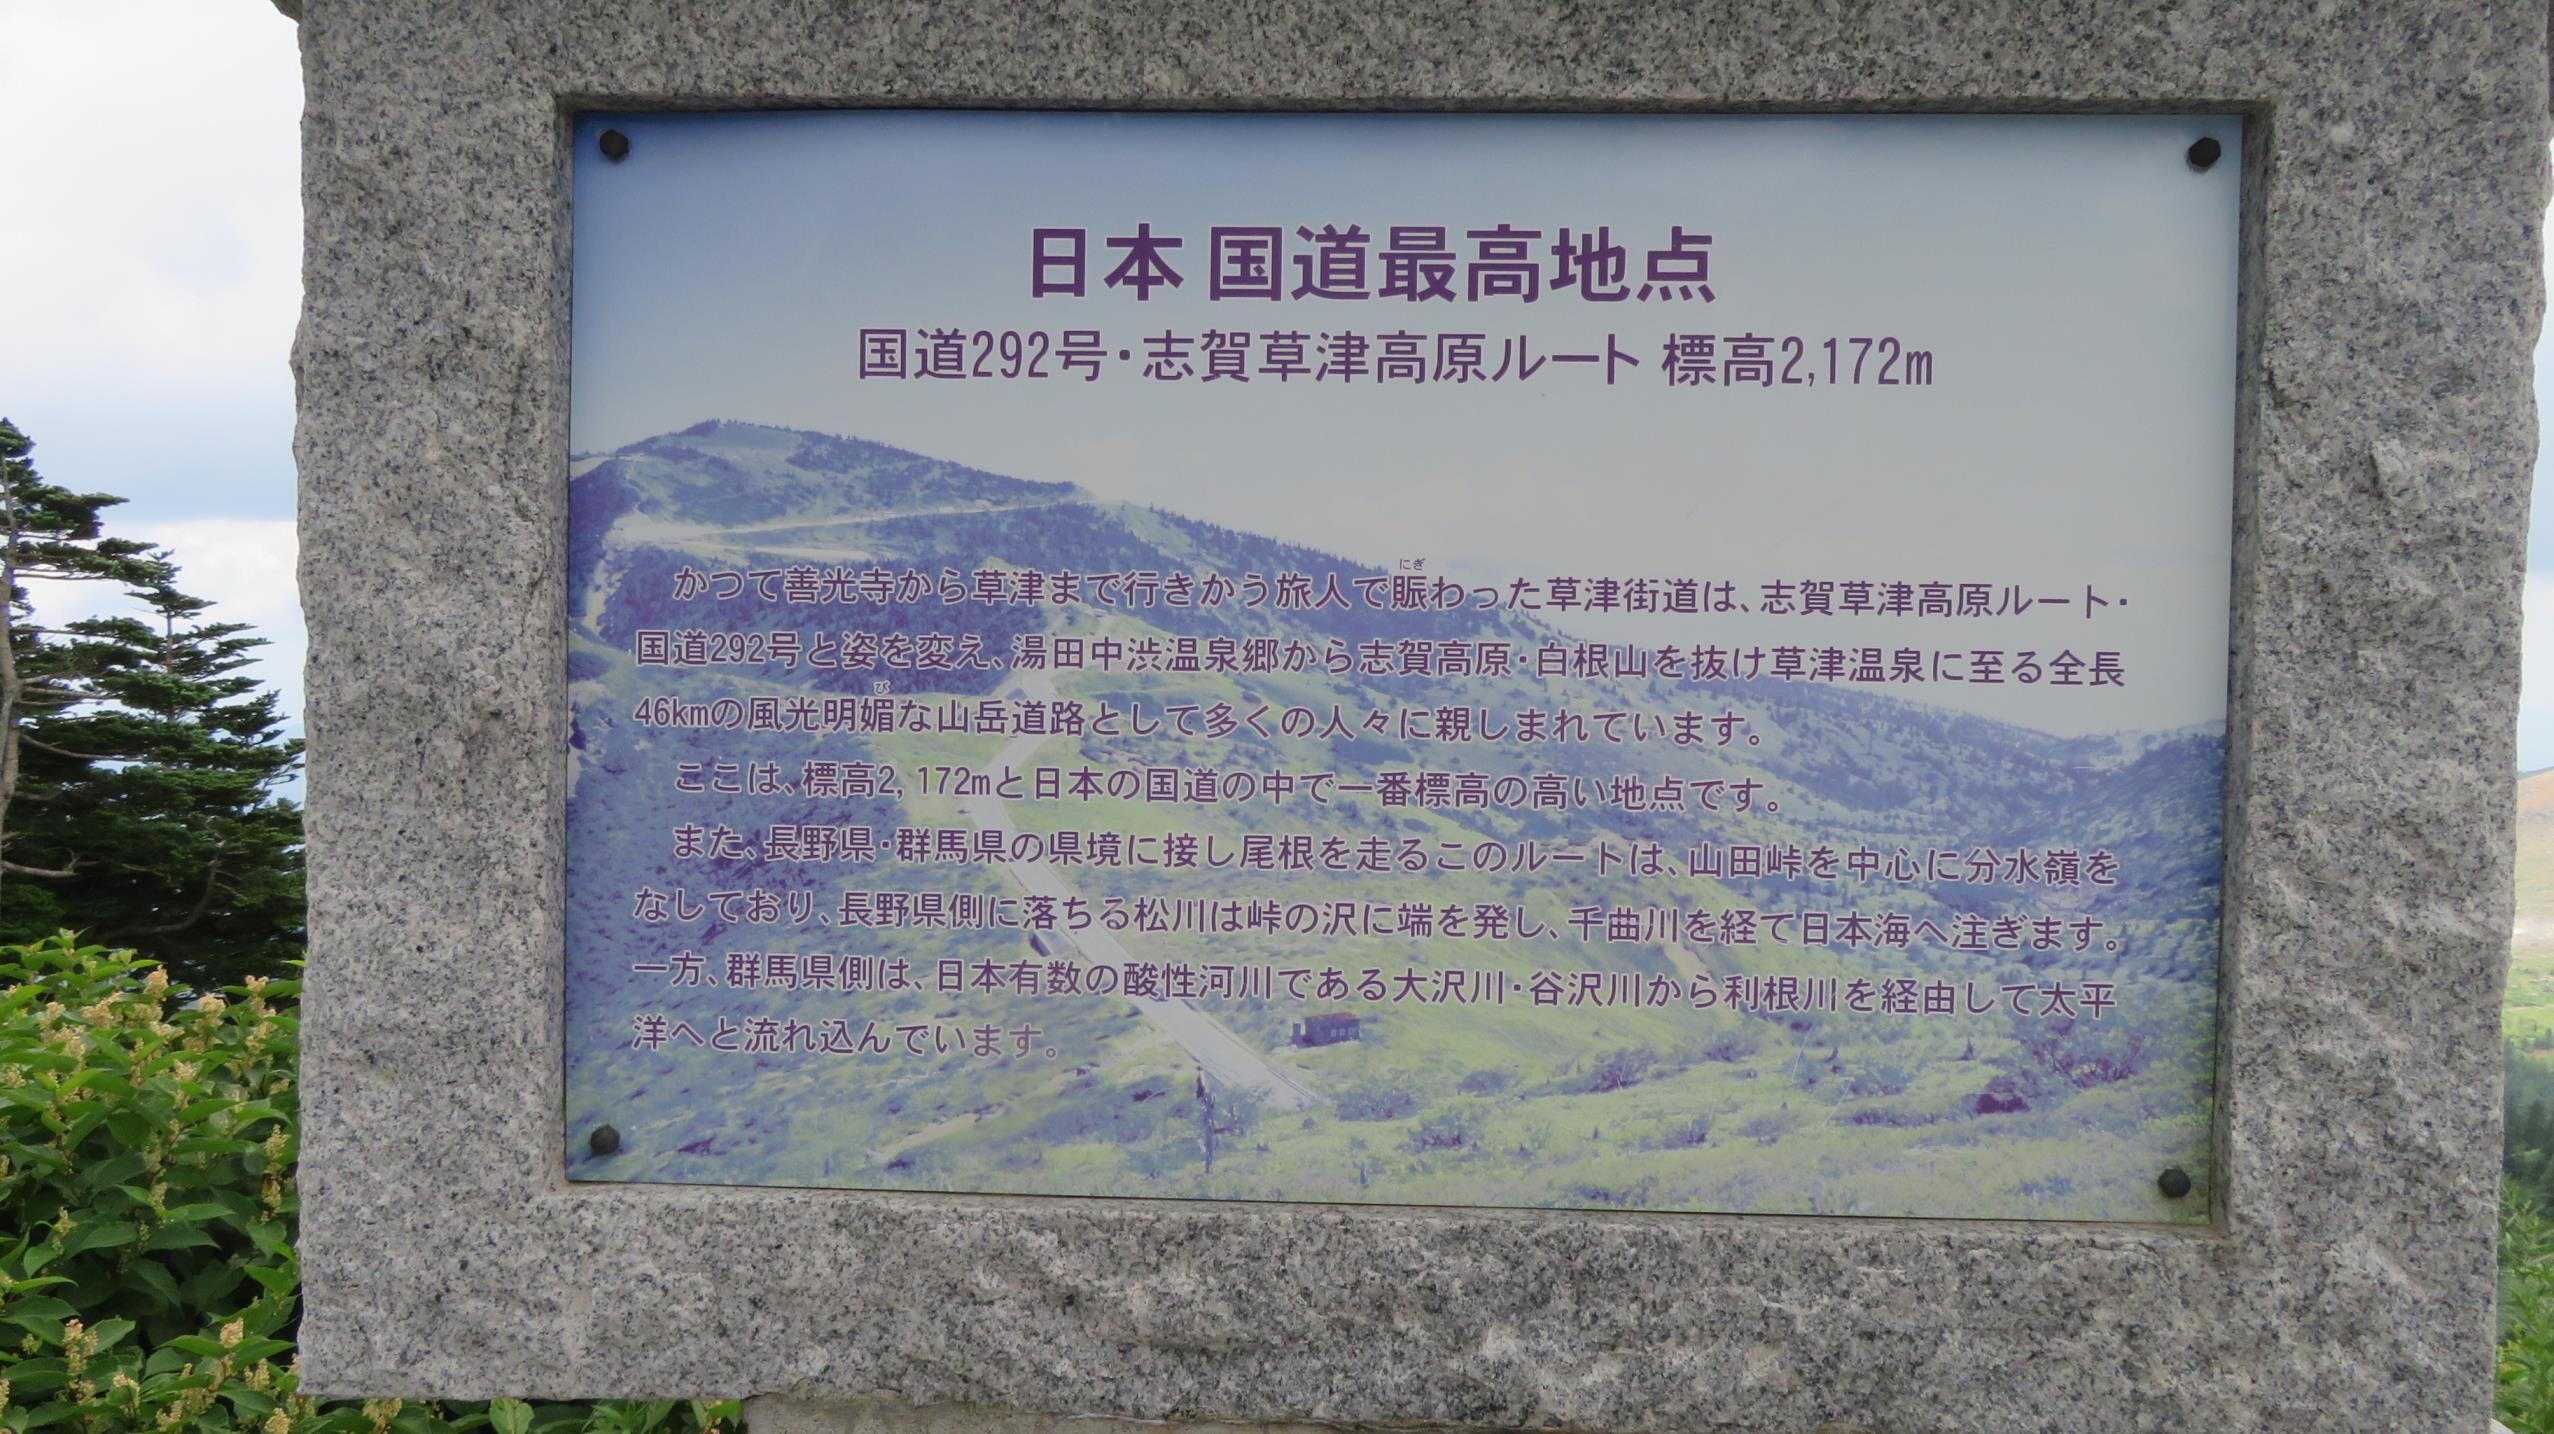 日本 国道最高地点
国道292号・志賀草津高原ルート 標高2,172m
にぎ
かつて善光寺から草津まで行きかう旅人で賑わった草津街道は、志賀草津高原ルート・
国道292号と姿を変え、湯田中渋温泉郷から志賀高原・白根山を抜け草津温泉に至る全長
び
46kmの風光明媚な山岳道路として多くの人々に親しまれています。
ここは、標高2,172mと日本の国道の中で一番標高の高い地点です。
また、長野県・群馬県の県境に接し尾根を走るこのルートは、山田峠を中心に分水嶺を
なしており、長野県側に落ちる松川は峠の沢に端を発し、千曲川を経て日本海へ注ぎます。
一方、群馬県側は、日本有数の酸性河川である大沢川・谷沢川から利根川を経由して太平
洋へと流れ込んでいます。